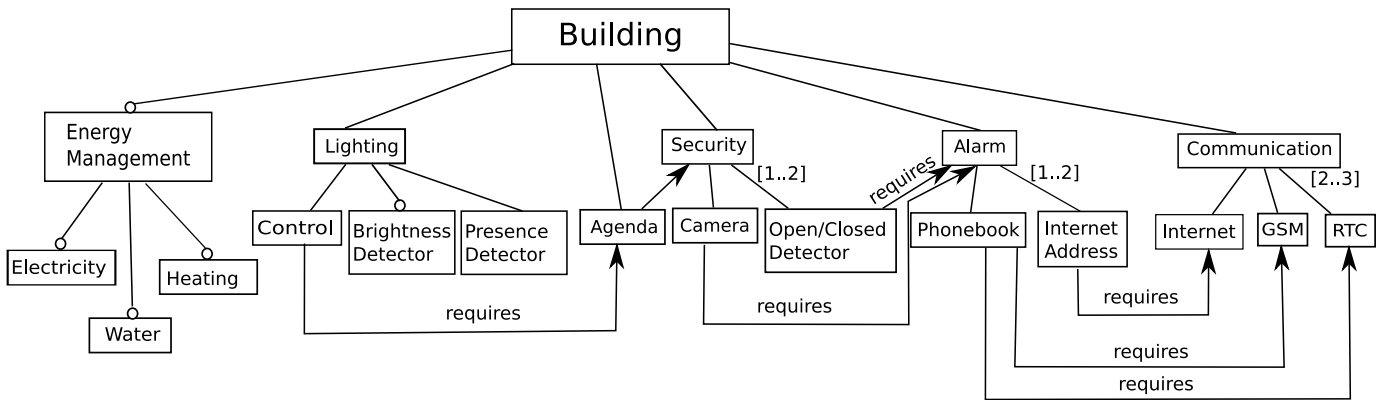 Building
Energy
Management
Lighting
Security
Alarm
Communication
[1..2]
requires
[1..2]
[2..3]
Control
Brightness
Detector
Presence
Detector
Agenda
Camera
Open/Closed
Detector
Phonebook
Internet
Address
Internet
GSM
RTC
Electricity
Heating
Water
requires
requires
requires
requires
requires